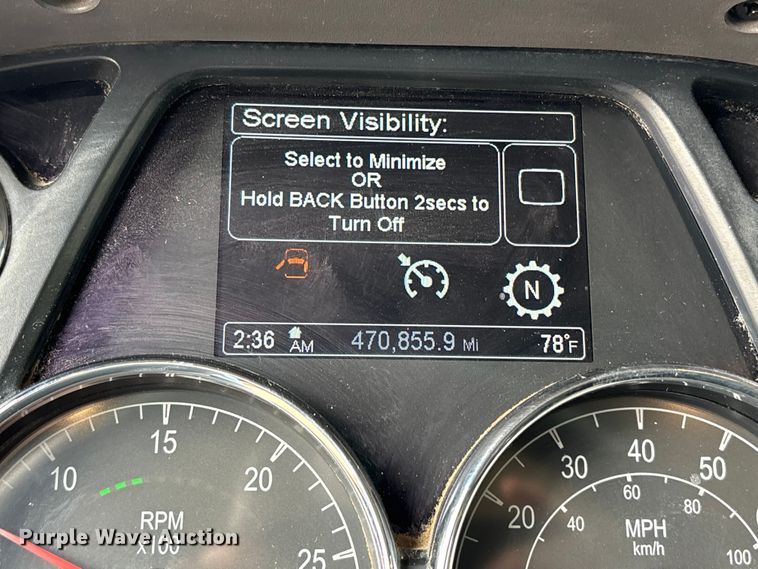 Screen Visibility:
Select to Minimize
OR
Hold BACK Button 2secs to
Turn Off
N
2:36 AM 470,855.9 Mi 78°F
10 15 20 25
RPM
x100
20 30 40 50
40 60 80 100
MPH
km/h
Purple Wave Auction